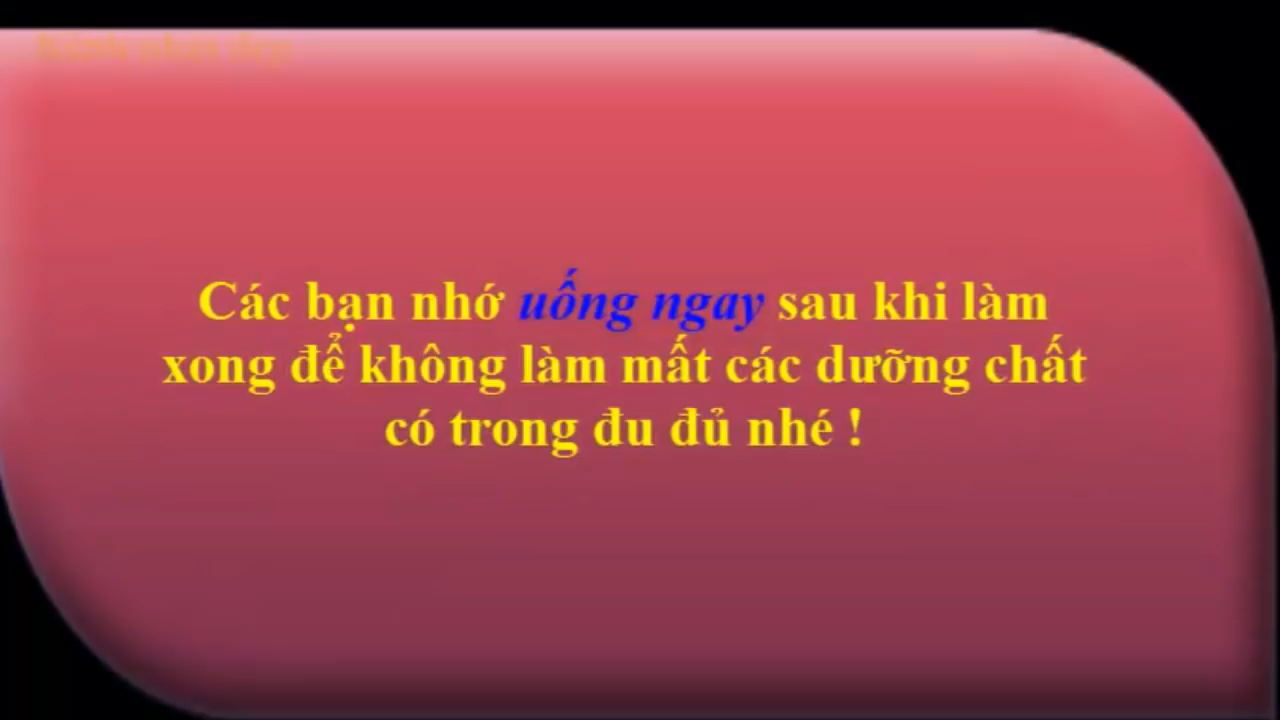 Các bạn nhớ uống ngay sau khi làm
xong để không làm mất các dưỡng chất
có trong đu đủ nhé !